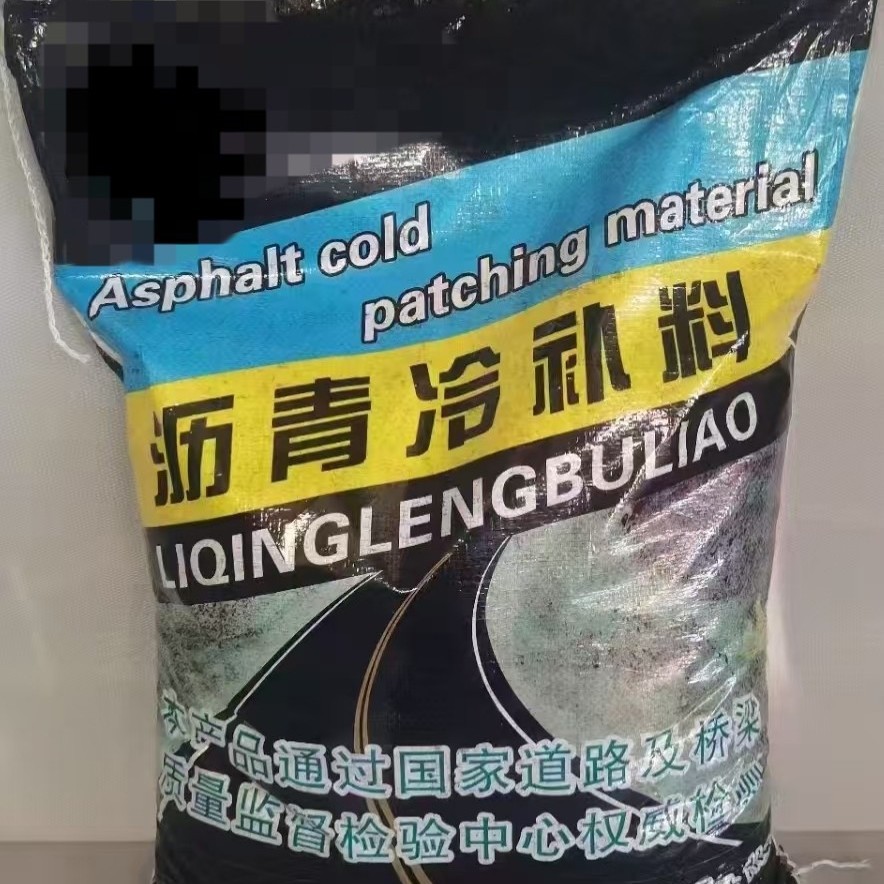 Asphalt cold
patching material
沥青冷补料
LIQINGLENGBULIAO
本产品通过国家道路及桥梁
质量监督检验中心权威检测